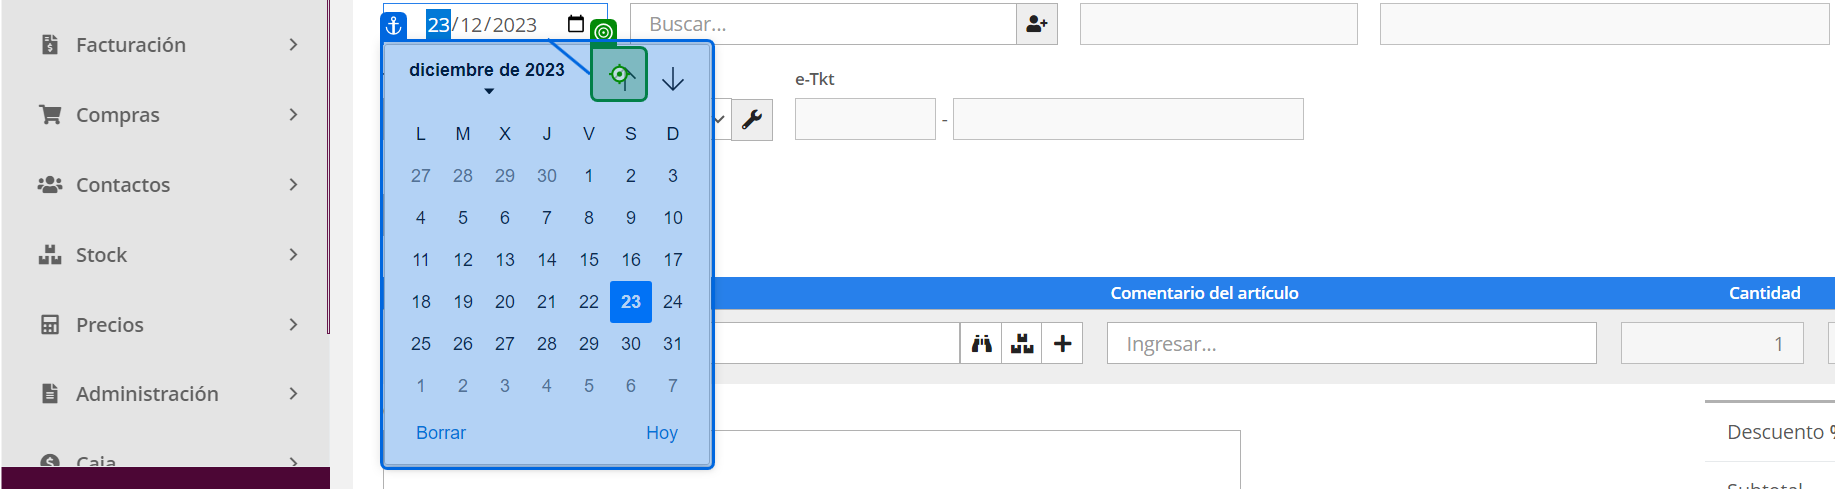 Facturación
Compras
Contactos
Stock
Precios
Administración
Caja
23/12/2023
Buscar...
e-Tkt
-
diciembre de 2023
L M X J V S D
27 28 29 30 1 2 3
4 5 6 7 8 9 10
11 12 13 14 15 16 17
18 19 20 21 22 23 24
25 26 27 28 29 30 31
1 2 3 4 5 6 7
Borrar Hoy
Comentario del artículo Cantidad
Ingresar... 1
Descuento %
Subtotal